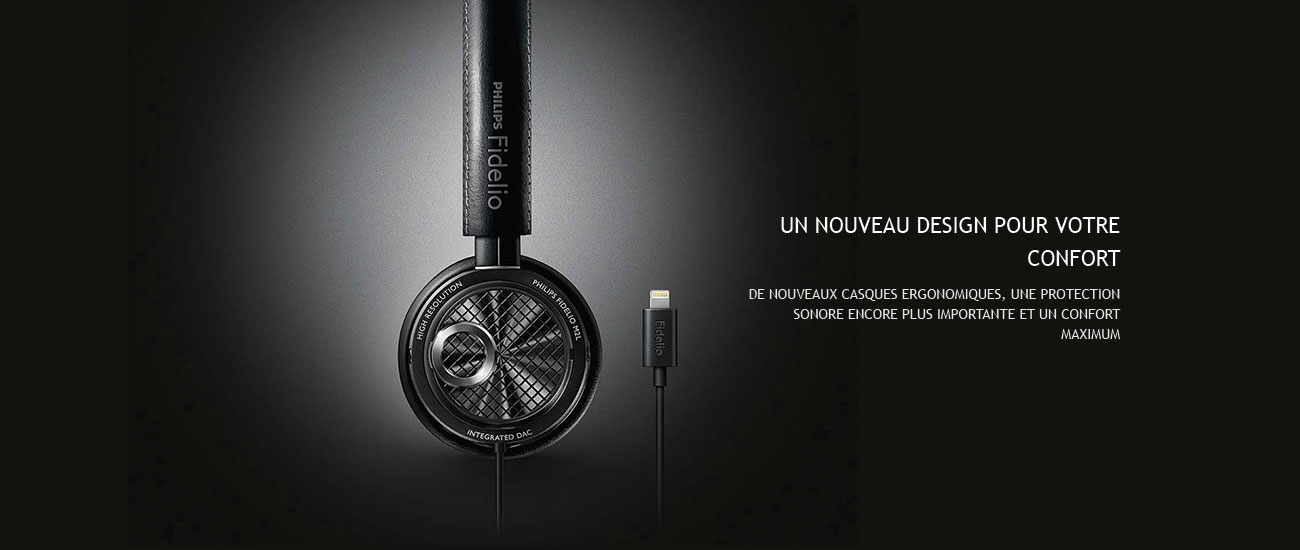 PHILIPS
Fidelio
HIGH RESOLUTION
PHILIPS FIDELIO M2L
INTEGRATED DAC
Fidelio
UN NOUVEAU DESIGN POUR VOTRE
CONFORT
DE NOUVEAUX CASQUES ERGONOMIQUES, UNE PROTECTION
SONORE ENCORE PLUS IMPORTANTE ET UN CONFORT
MAXIMUM